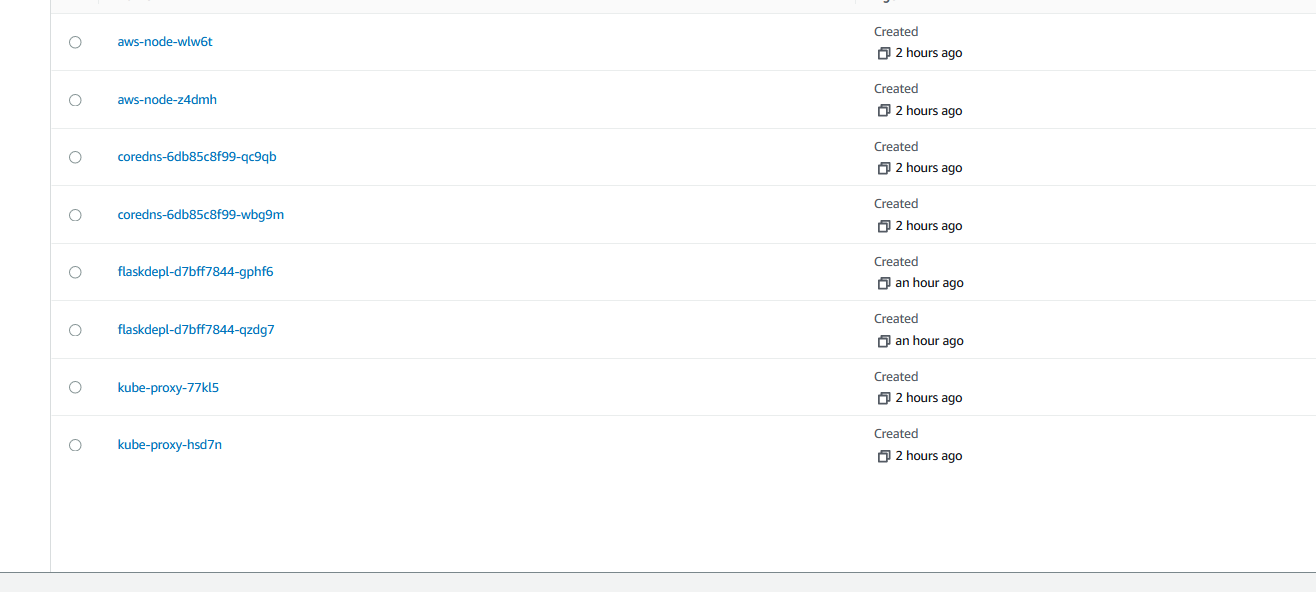 Created
aws-node-wlw6t
2 hours ago
Created
aws-node-z4dmh
2 hours ago
Created
coredns-6db85c8f99-qc9qb
2 hours ago
Created
coredns-6db85c8f99-wbg9m
2 hours ago
Created
flaskdepl-d7bff7844-gphf6
an hour ago
Created
flaskdepl-d7bff7844-qzdg7
an hour ago
Created
kube-proxy-77kl5
2 hours ago
Created
kube-proxy-hsd7n
2 hours ago